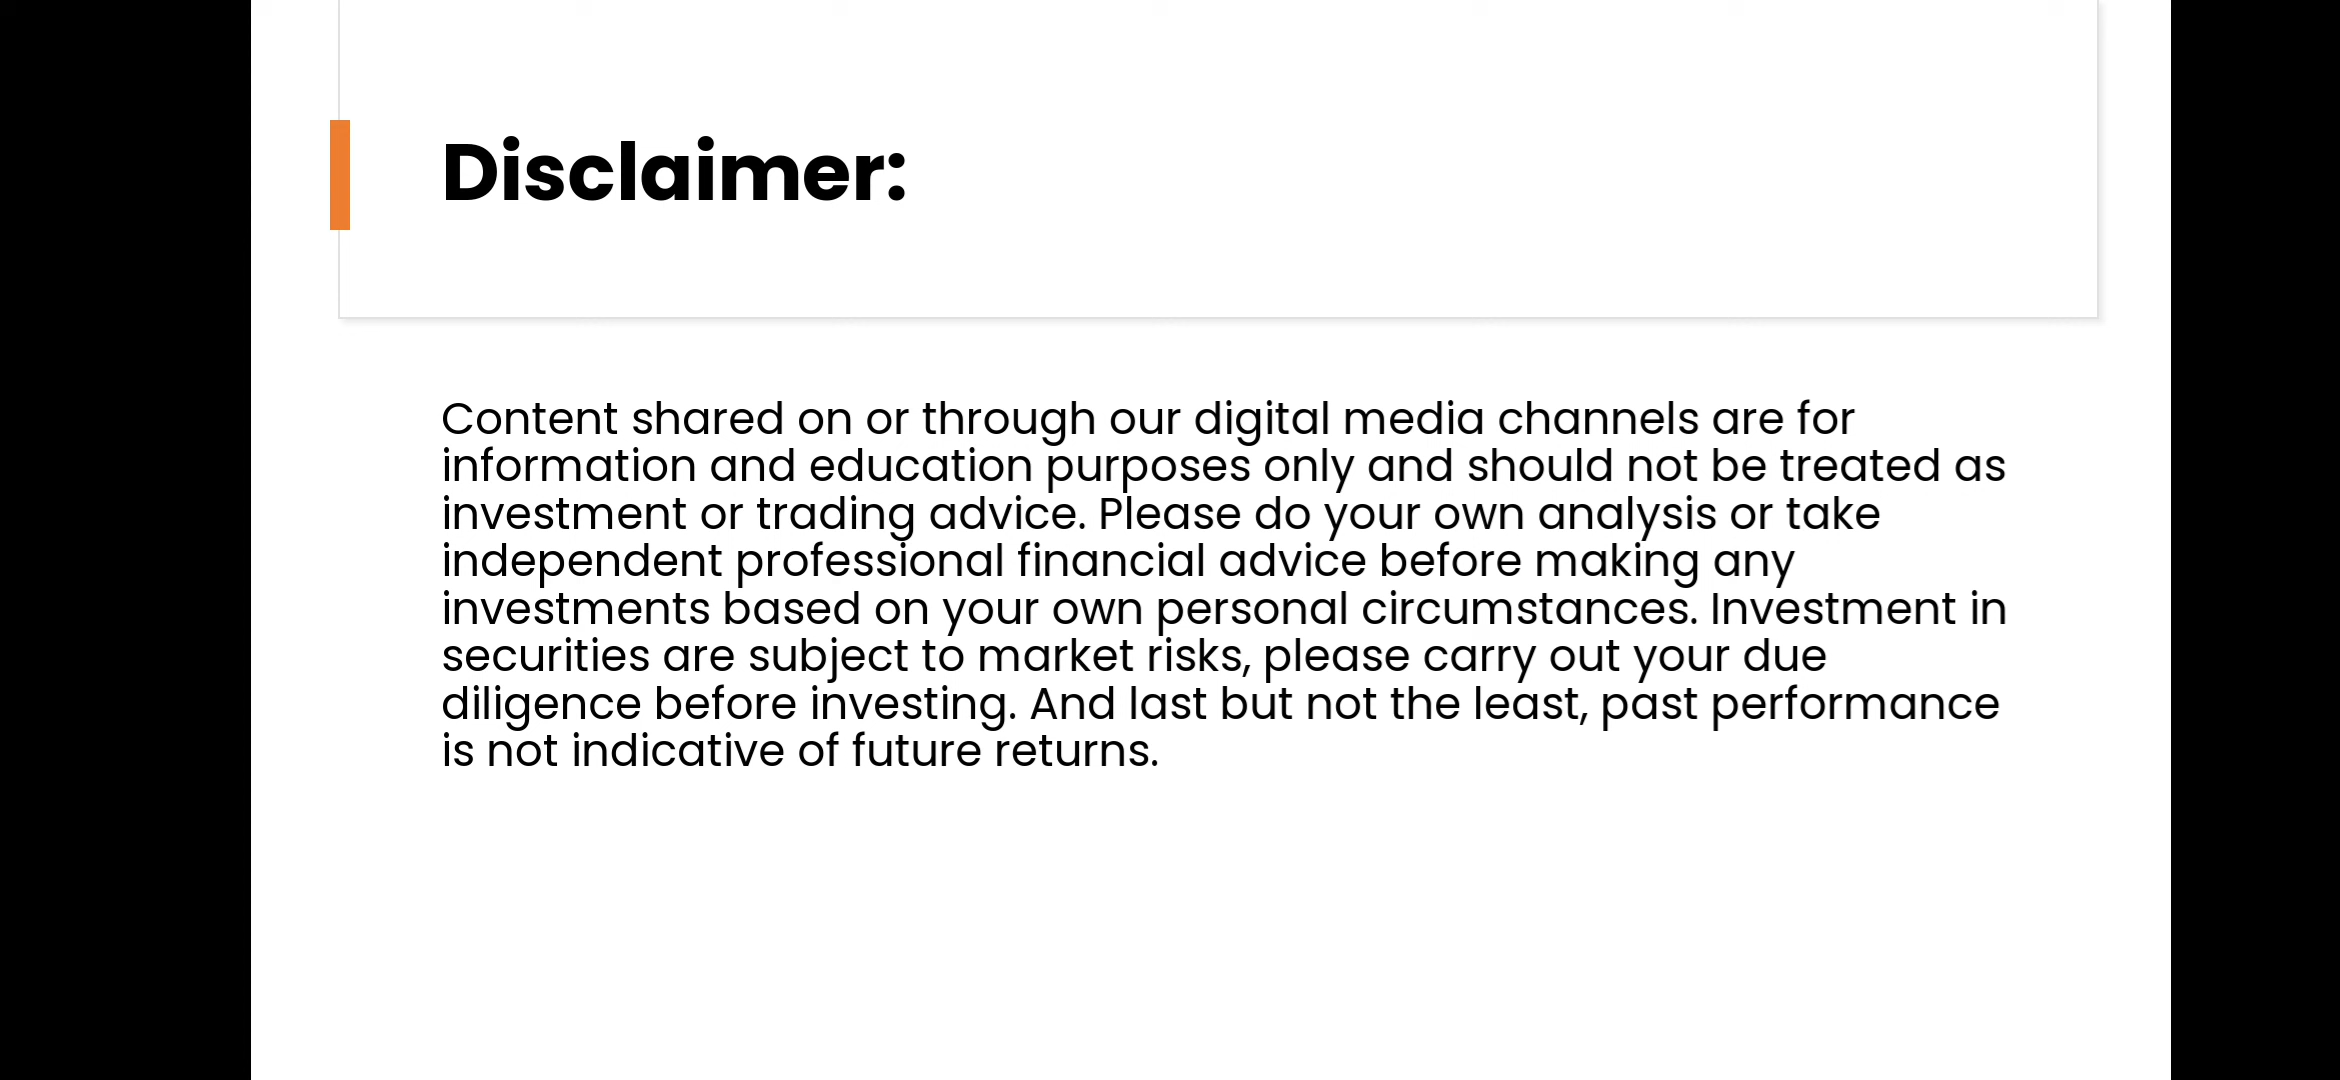 Disclaimer:
Content shared on or through our digital media channels are for
information and education purposes only and should not be treated as
investment or trading advice. Please do your own analysis or take
independent professional financial advice before making any
investments based on your own personal circumstances. Investment in
securities are subject to market risks, please carry out your due
diligence before investing. And last but not the least, past performance
is not indicative of future returns.